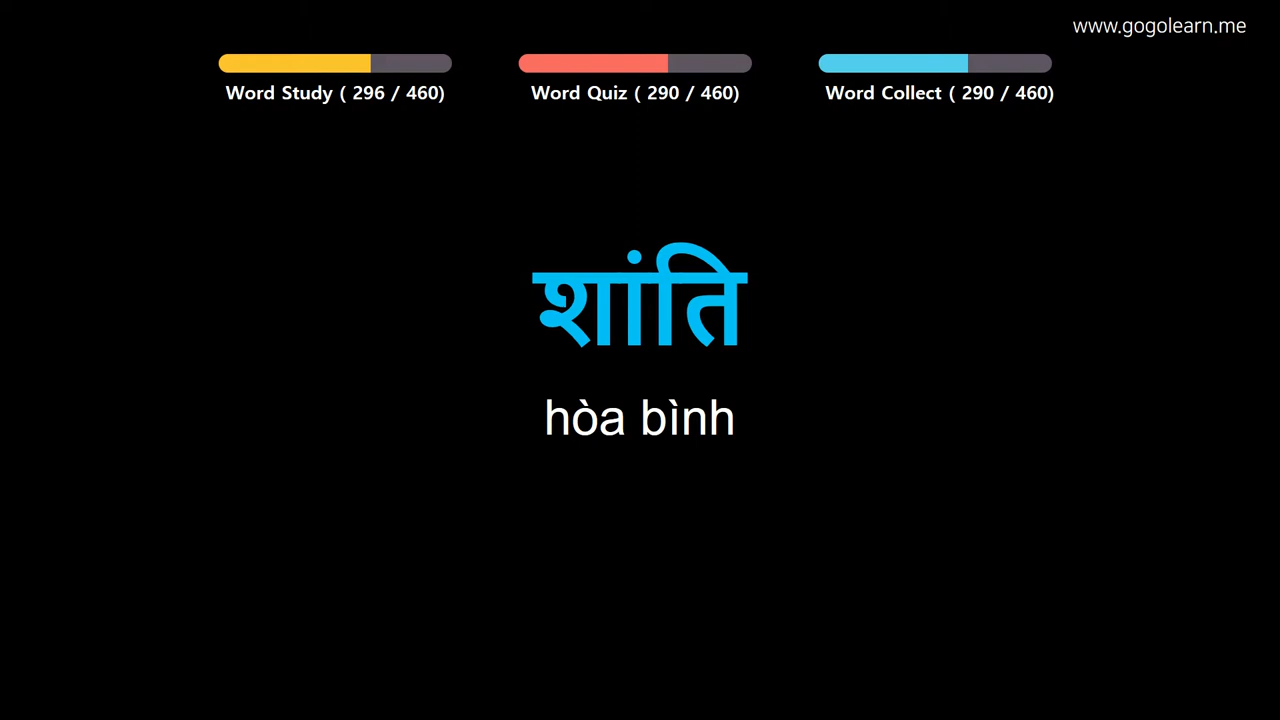 www.gogolearn.me
Word Study ( 296 / 460)
Word Quiz ( 290 / 460)
Word Collect ( 290 / 460)
शांति
hòa bình